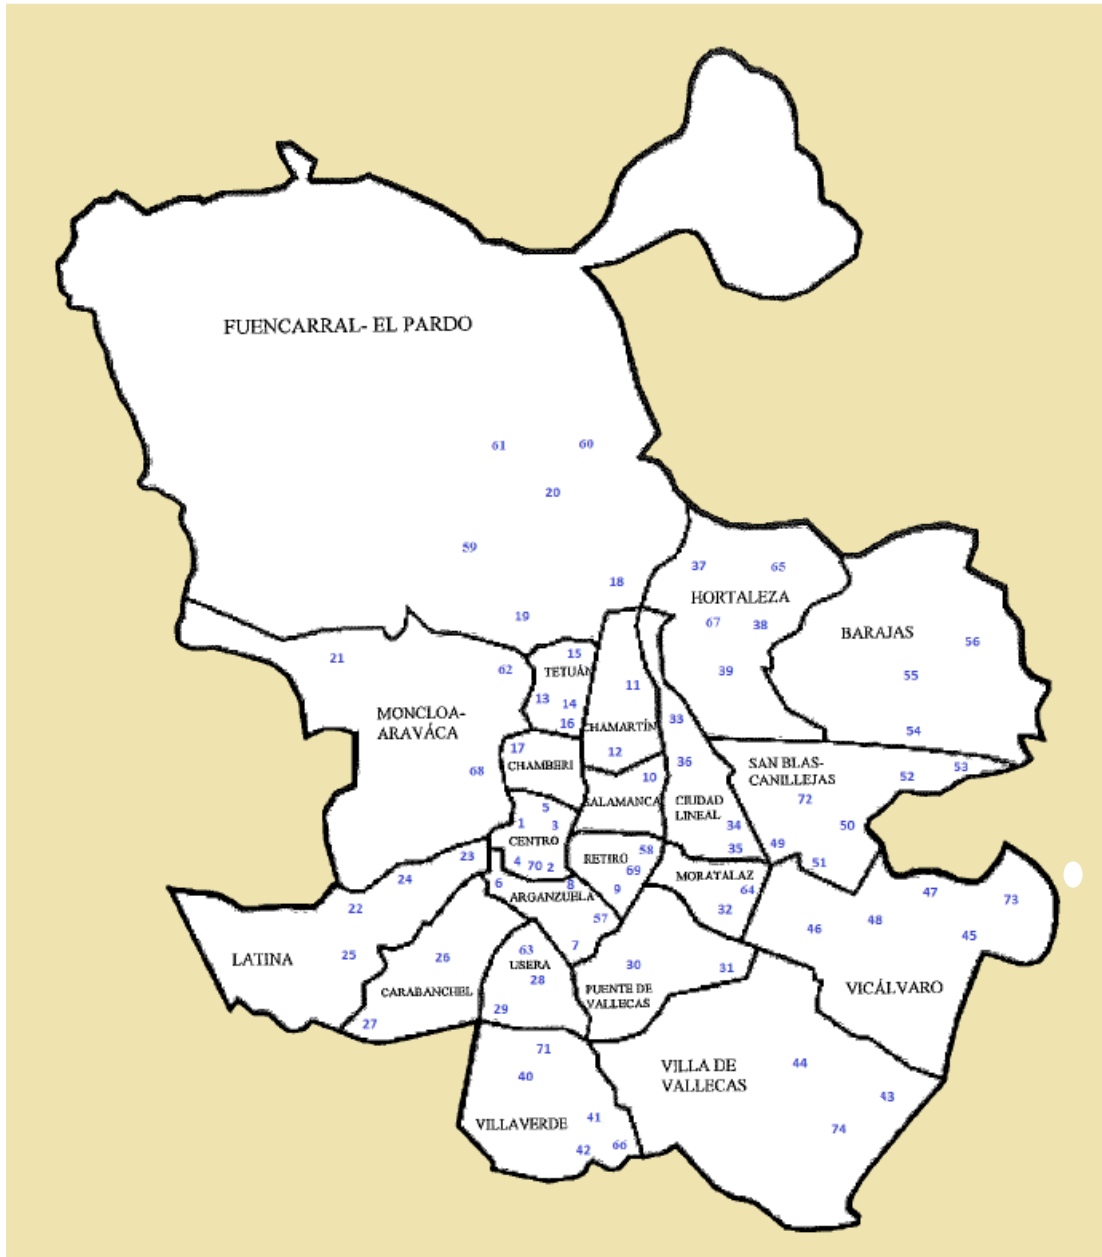 FUENCARRAL- EL PARDO
61
60
20
59
18
37
65
HORTALEZA
19
67
38
BARAJAS
56
21
15
62
TETUÁN
39
55
11
13
14
MONCLOA-
ARAVÁCA
16
CHAMARTÍN
33
54
17
12
36
68
CHAMBERI
10
SAN BLAS-
CANILLEJAS
53
52
72
5
SALAMANCA
CIUDAD
LINEAL
1
3
34
50
CENTRO
58
35
49
23
4
70
2
RETIRO
69
51
24
6
8
9
MORATALAZ
64
47
73
ARGANZUELA
22
57
32
48
46
45
25
26
63
7
LATINA
USERA
30
31
28
CARABANCHEL
PUENTE DE
VALLECAS
VICÁLVARO
29
27
71
44
40
VILLA DE
VALLECAS
43
41
VILLAVERDE
74
42
66